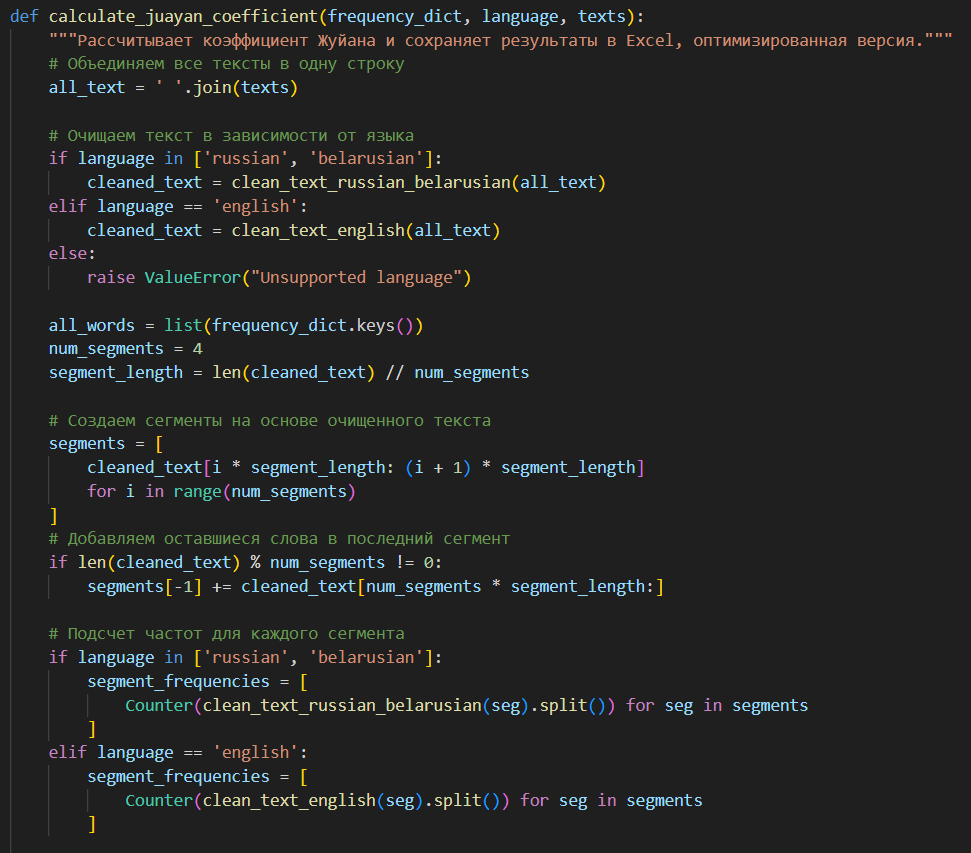 def calculate_juayan_coefficient(frequency_dict, language, texts):
    """Рассчитывает коэффициент Жуйана и сохраняет результаты в Excel, оптимизированная версия."""
    # Объединяем все тексты в одну строку
    all_text = ' '.join(texts)

    # Очищаем текст в зависимости от языка
    if language in ['russian', 'belarusian']:
        cleaned_text = clean_text_russian_belarusian(all_text)
    elif language == 'english':
        cleaned_text = clean_text_english(all_text)
    else:
        raise ValueError("Unsupported language")

    all_words = list(frequency_dict.keys())
    num_segments = 4
    segment_length = len(cleaned_text) // num_segments

    # Создаем сегменты на основе очищенного текста
    segments = [
        cleaned_text[i * segment_length: (i + 1) * segment_length]
        for i in range(num_segments)
    ]
    # Добавляем оставшиеся слова в последний сегмент
    if len(cleaned_text) % num_segments != 0:
        segments[-1] += cleaned_text[num_segments * segment_length:]

    # Подсчет частот для каждого сегмента
    if language in ['russian', 'belarusian']:
        segment_frequencies = [
            Counter(clean_text_russian_belarusian(seg).split()) for seg in segments
        ]
    elif language == 'english':
        segment_frequencies = [
            Counter(clean_text_english(seg).split()) for seg in segments
        ]